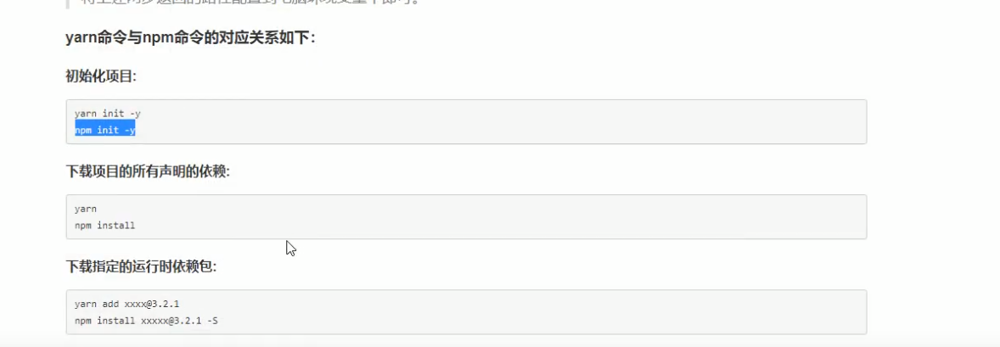 yarn命令与npm命令的对应关系如下：
初始化项目:
yarn init -y
npm init -y
下载项目的所有声明的依赖:
yarn
npm install
下载指定的运行时依赖包:
yarn add xxxx@3.2.1
npm install xxxxx@3.2.1 -S